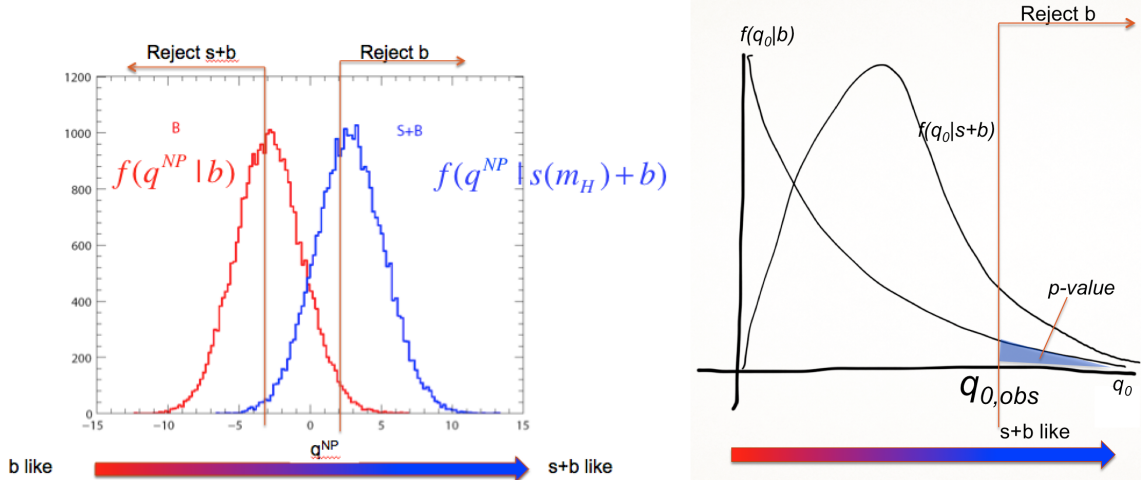 Reject s+b
Reject b
1200
1000
800
600
400
200
0
B
S+B
f(q^NP | b)
f(q^NP | s(m_H)+b)
-15
-10
-5
0
5
10
15
q^NP
b like
s+b like
Reject b
f(q₀|b)
f(q₀|s+b)
p-value
q₀,obs
q₀
s+b like